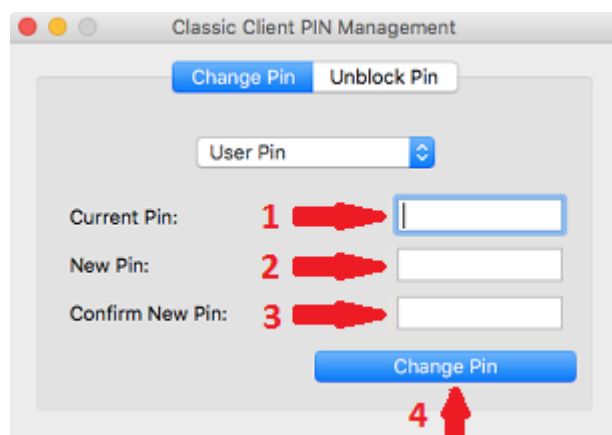 Classic Client PIN Management
Change Pin Unblock Pin
User Pin
Current Pin: 1
New Pin: 2
Confirm New Pin: 3
Change Pin
4